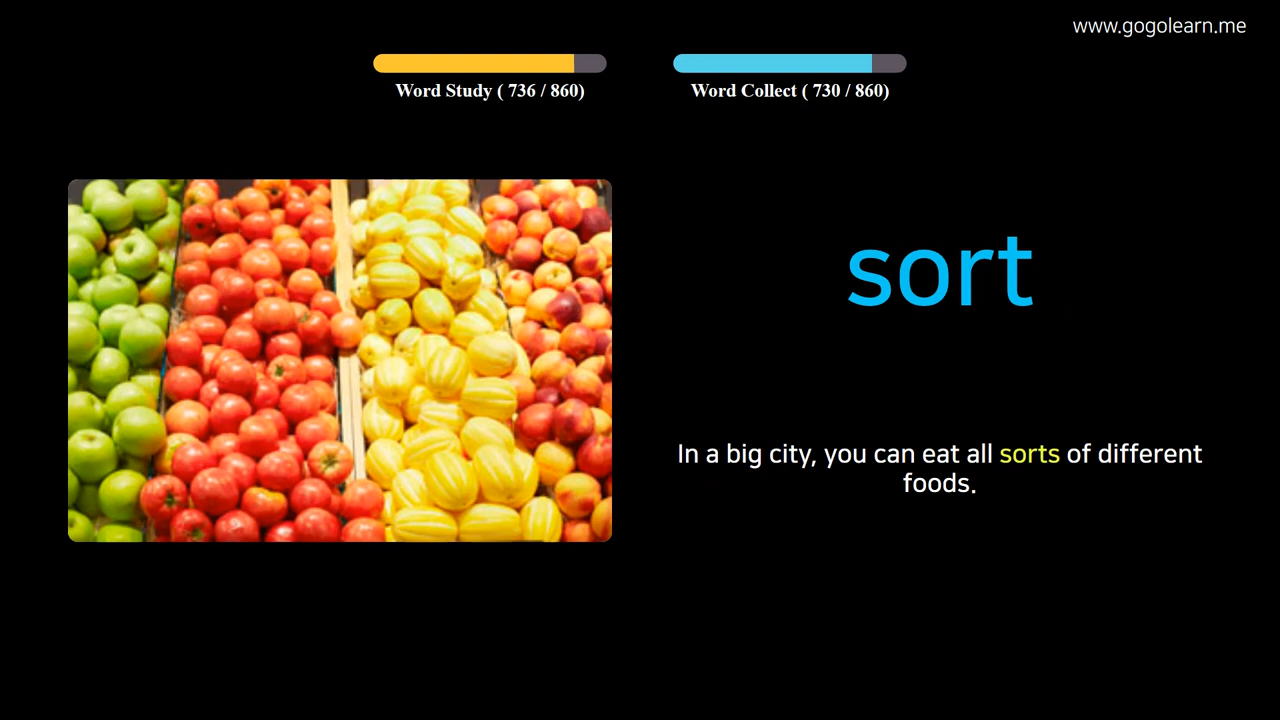 www.gogolearn.me
Word Study ( 736 / 860)
Word Collect ( 730 / 860)
sort
In a big city, you can eat all sorts of different
foods.